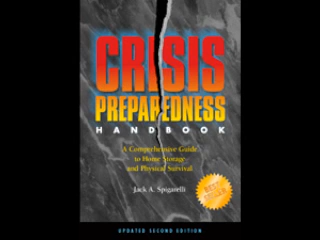 CRISIS
PREPAREDNESS
HANDBOOK
A Comprehensive Guide
to Home Storage
and Physical Survival
Jack A. Spigarelli
UPDATED SECOND EDITION